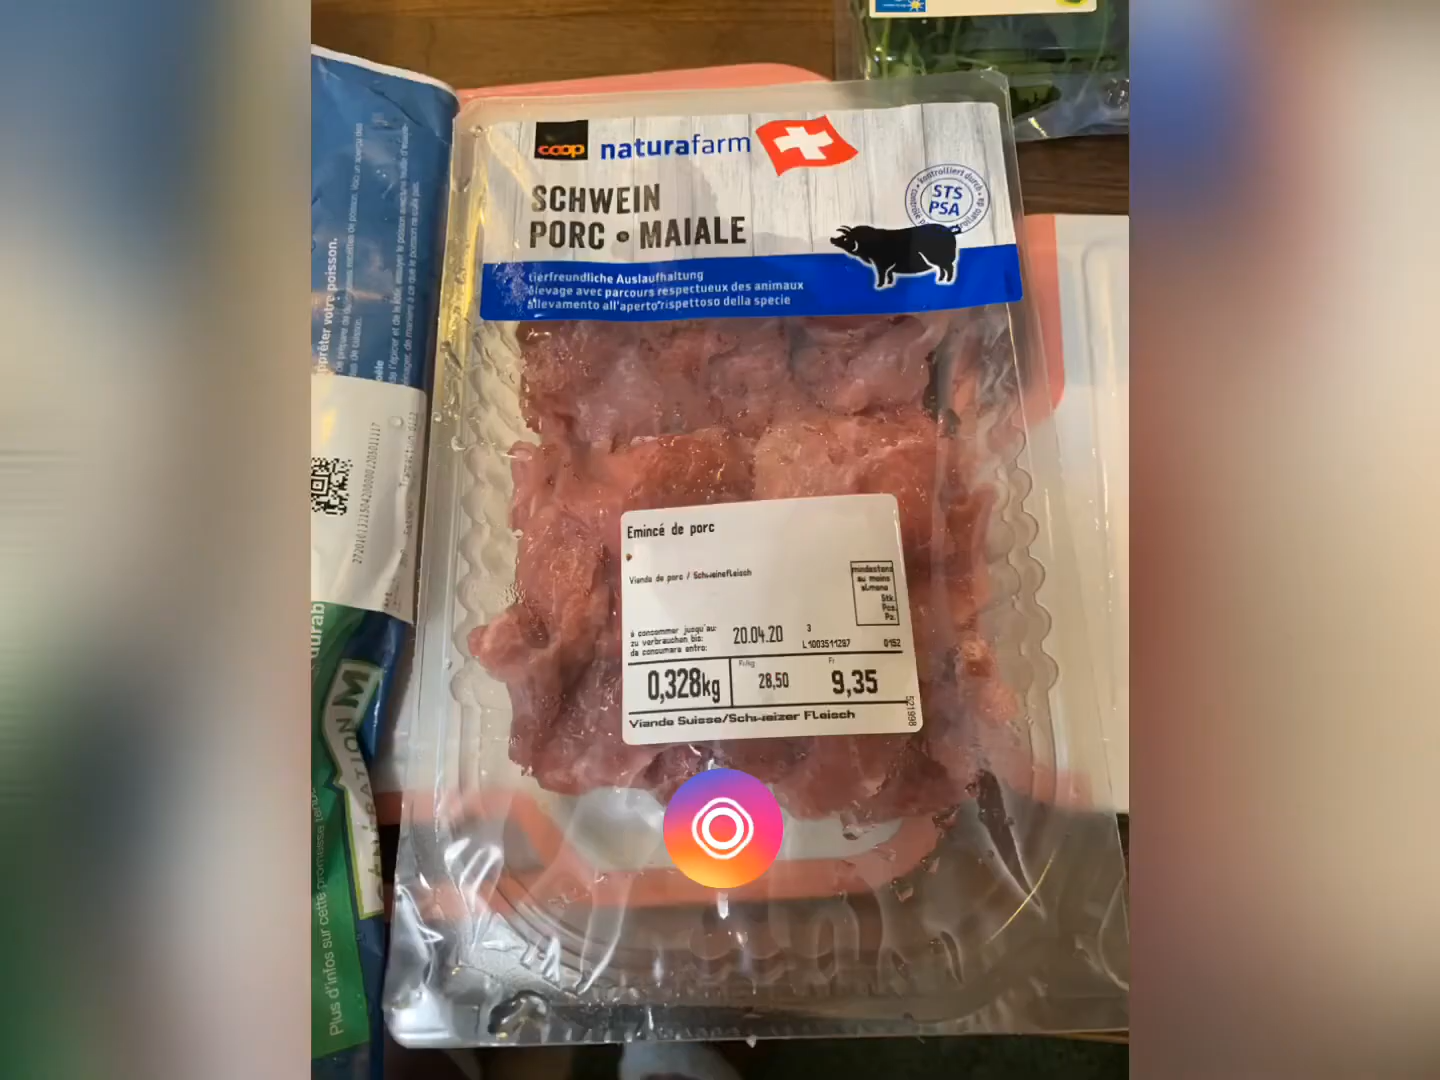 coop naturafarm
SCHWEIN
PORC • MAIALE
kontrolliert durch
STS
PSA
tierfreundliche Auslaufhaltung
élevage avec parcours respectueux des animaux
allevamento all'aperto rispettoso della specie
Emincé de porc
Viande de porc / Schweinefleisch
mindestens
au moins
almeno
Stk.
Pcs.
Pz.
à consommer jusqu'au:
zu verbrauchen bis:
da consumare entro:
20.04.20
3
L1003511287
0152
0,328kg
Fr/kg
28,50
Fr
9,35
Viande Suisse/Schweizer Fleisch
521998
votre poisson.
GÉNÉRATION M
Plus d'infos sur cette promesse